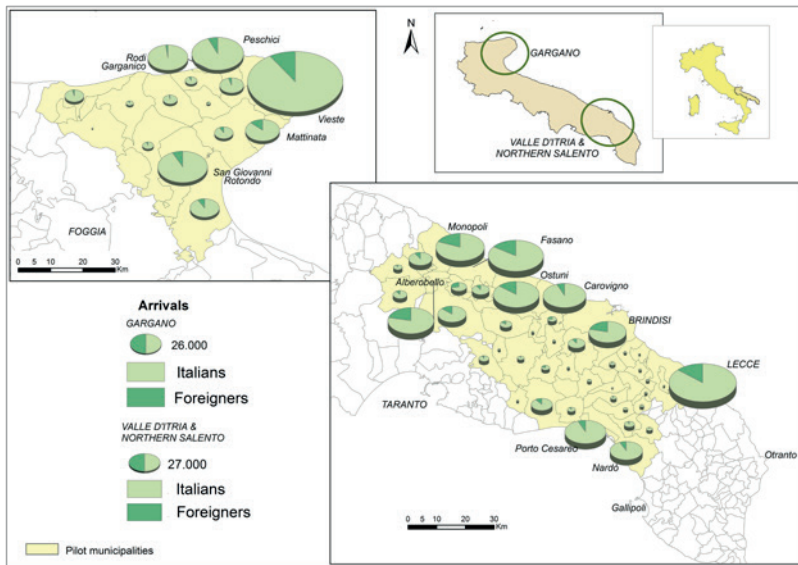 Peschici
Rodi
Garganico
Vieste
Mattinata
San Giovanni
Rotondo
FOGGIA
0 10 20 30
Km
N
GARGANO
VALLE D'ITRIA &
NORTHERN SALENTO
Monopoli
Fasano
Alberobello
Ostuni
Carovigno
BRINDISI
LECCE
TARANTO
Porto Cesareo
Nardò
Otranto
Gallipoli
0 10 20 30
Km
Arrivals
GARGANO
26.000
Italians
Foreigners
VALLE D'ITRIA &
NORTHERN SALENTO
27.000
Italians
Foreigners
Pilot municipalities